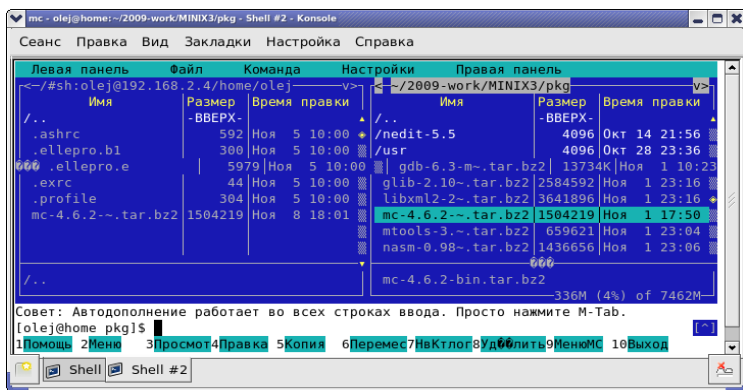 mc - olej@home:~/2009-work/MINIX3/pkg - Shell #2 - Konsole
Сеанс Правка Вид Закладки Настройка Справка
Левая панель Файл Команда Настройки Правая панель
<─/#sh:olej@192.168.2.4/home/olej────v> < ~/2009-work/MINIX3/pkg v>
Имя Размер Время правки Имя Размер Время правки
/.. -ВВЕРХ- /.. -ВВЕРХ-
.ashrc 592 Ноя 5 10:00 /nedit-5.5 4096 Окт 14 21:56
.ellepro.b1 300 Ноя 5 10:00 /usr 4096 Окт 28 23:36
��� .ellepro.e 5979 Ноя 5 10:00 gdb-6.3-m~.tar.bz2 13734K Ноя 1 10:23
.exrc 44 Ноя 5 10:00 glib-2.10~.tar.bz2 2584592 Ноя 1 23:16
.profile 304 Ноя 5 10:00 libxml2-2~.tar.bz2 3641896 Ноя 1 23:16
mc-4.6.2-~.tar.bz2 1504219 Ноя 8 18:01 mc-4.6.2-~.tar.bz2 1504219 Ноя 1 17:50
mtools-3.~.tar.bz2 659621 Ноя 1 23:04
nasm-0.98~.tar.bz2 1436656 Ноя 1 23:06
���
/.. mc-4.6.2-bin.tar.bz2
336M (4%) of 7462M
Совет: Автодополнение работает во всех строках ввода. Просто нажмите M-Tab.
[olej@home pkg]$ [^]
1Помощь 2Меню 3Просмот4Правка 5Копия 6Перемес7НвКтлог8Уд��лить9МенюМС 10Выход
Shell Shell #2